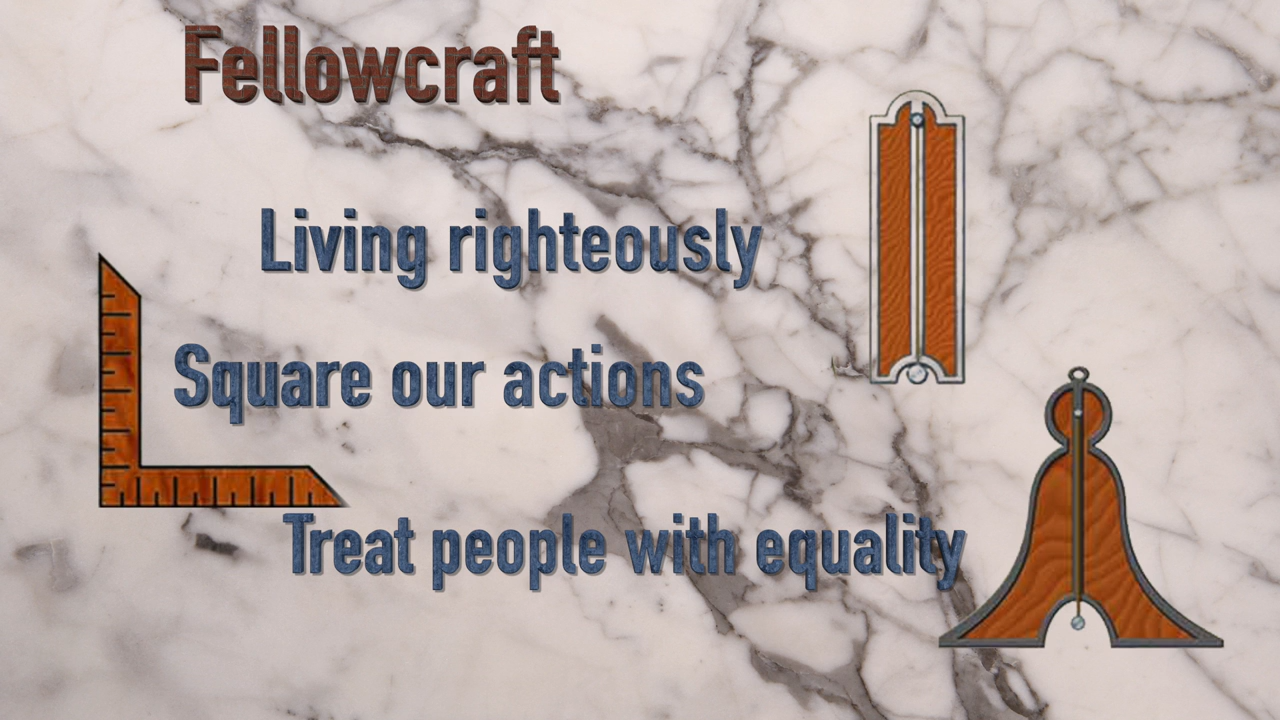 Fellowcraft
Living righteously
Square our actions
Treat people with equality